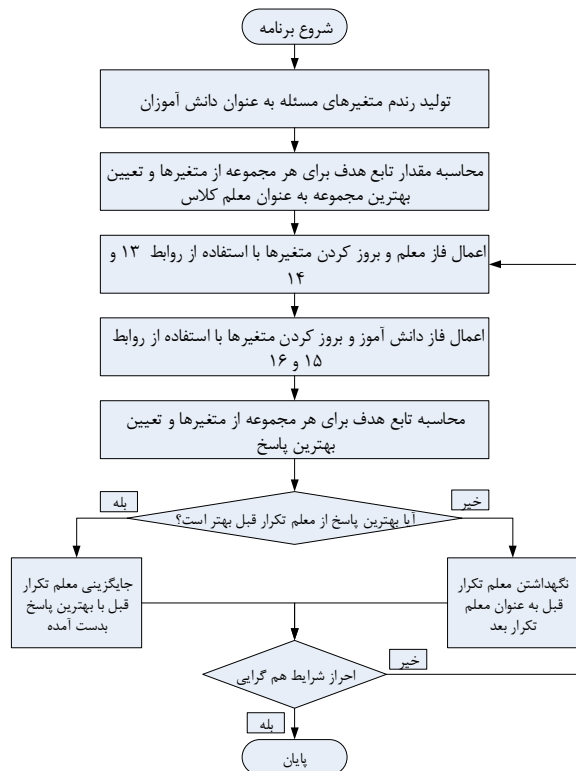 شروع برنامه
تولید رندم متغیرهای مسئله به عنوان دانش آموزان
محاسبه مقدار تابع هدف برای هر مجموعه از متغیرها و تعیین
بهترین مجموعه به عنوان معلم کلاس
اعمال فاز معلم و بروز کردن متغیرها با استفاده از روابط ۱۳ و
۱۴
اعمال فاز دانش آموز و بروز کردن متغیرها با استفاده از روابط
۱۵ و ۱۶
محاسبه تابع هدف برای هر مجموعه از متغیرها و تعیین
بهترین پاسخ
آیا بهترین پاسخ از معلم تکرار قبل بهتر است؟
خیر
بله
نگهداشتن معلم تکرار
قبل به عنوان معلم
تکرار بعد
جایگزینی معلم تکرار
قبل با بهترین پاسخ
بدست آمده
احراز شرایط هم گرایی
خیر
بله
پایان